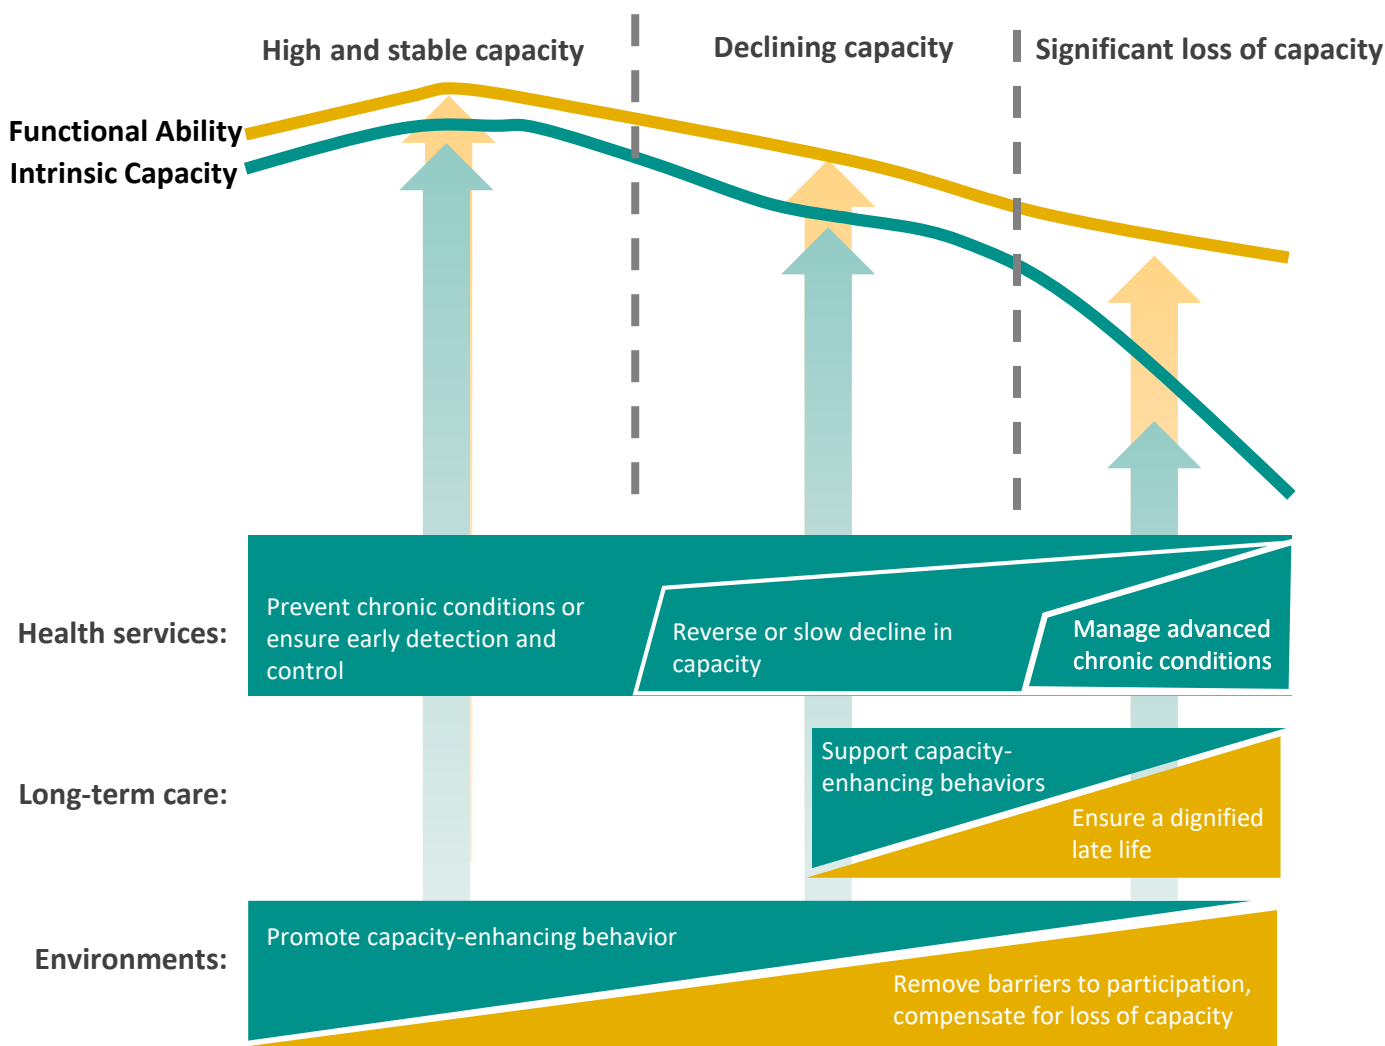 High and stable capacity
Declining capacity
Significant loss of capacity
Functional Ability
Intrinsic Capacity
Health services:
Prevent chronic conditions or
ensure early detection and
control
Reverse or slow decline in
capacity
Manage advanced
chronic conditions
Long-term care:
Support capacity-
enhancing behaviors
Ensure a dignified
late life
Environments:
Promote capacity-enhancing behavior
Remove barriers to participation,
compensate for loss of capacity